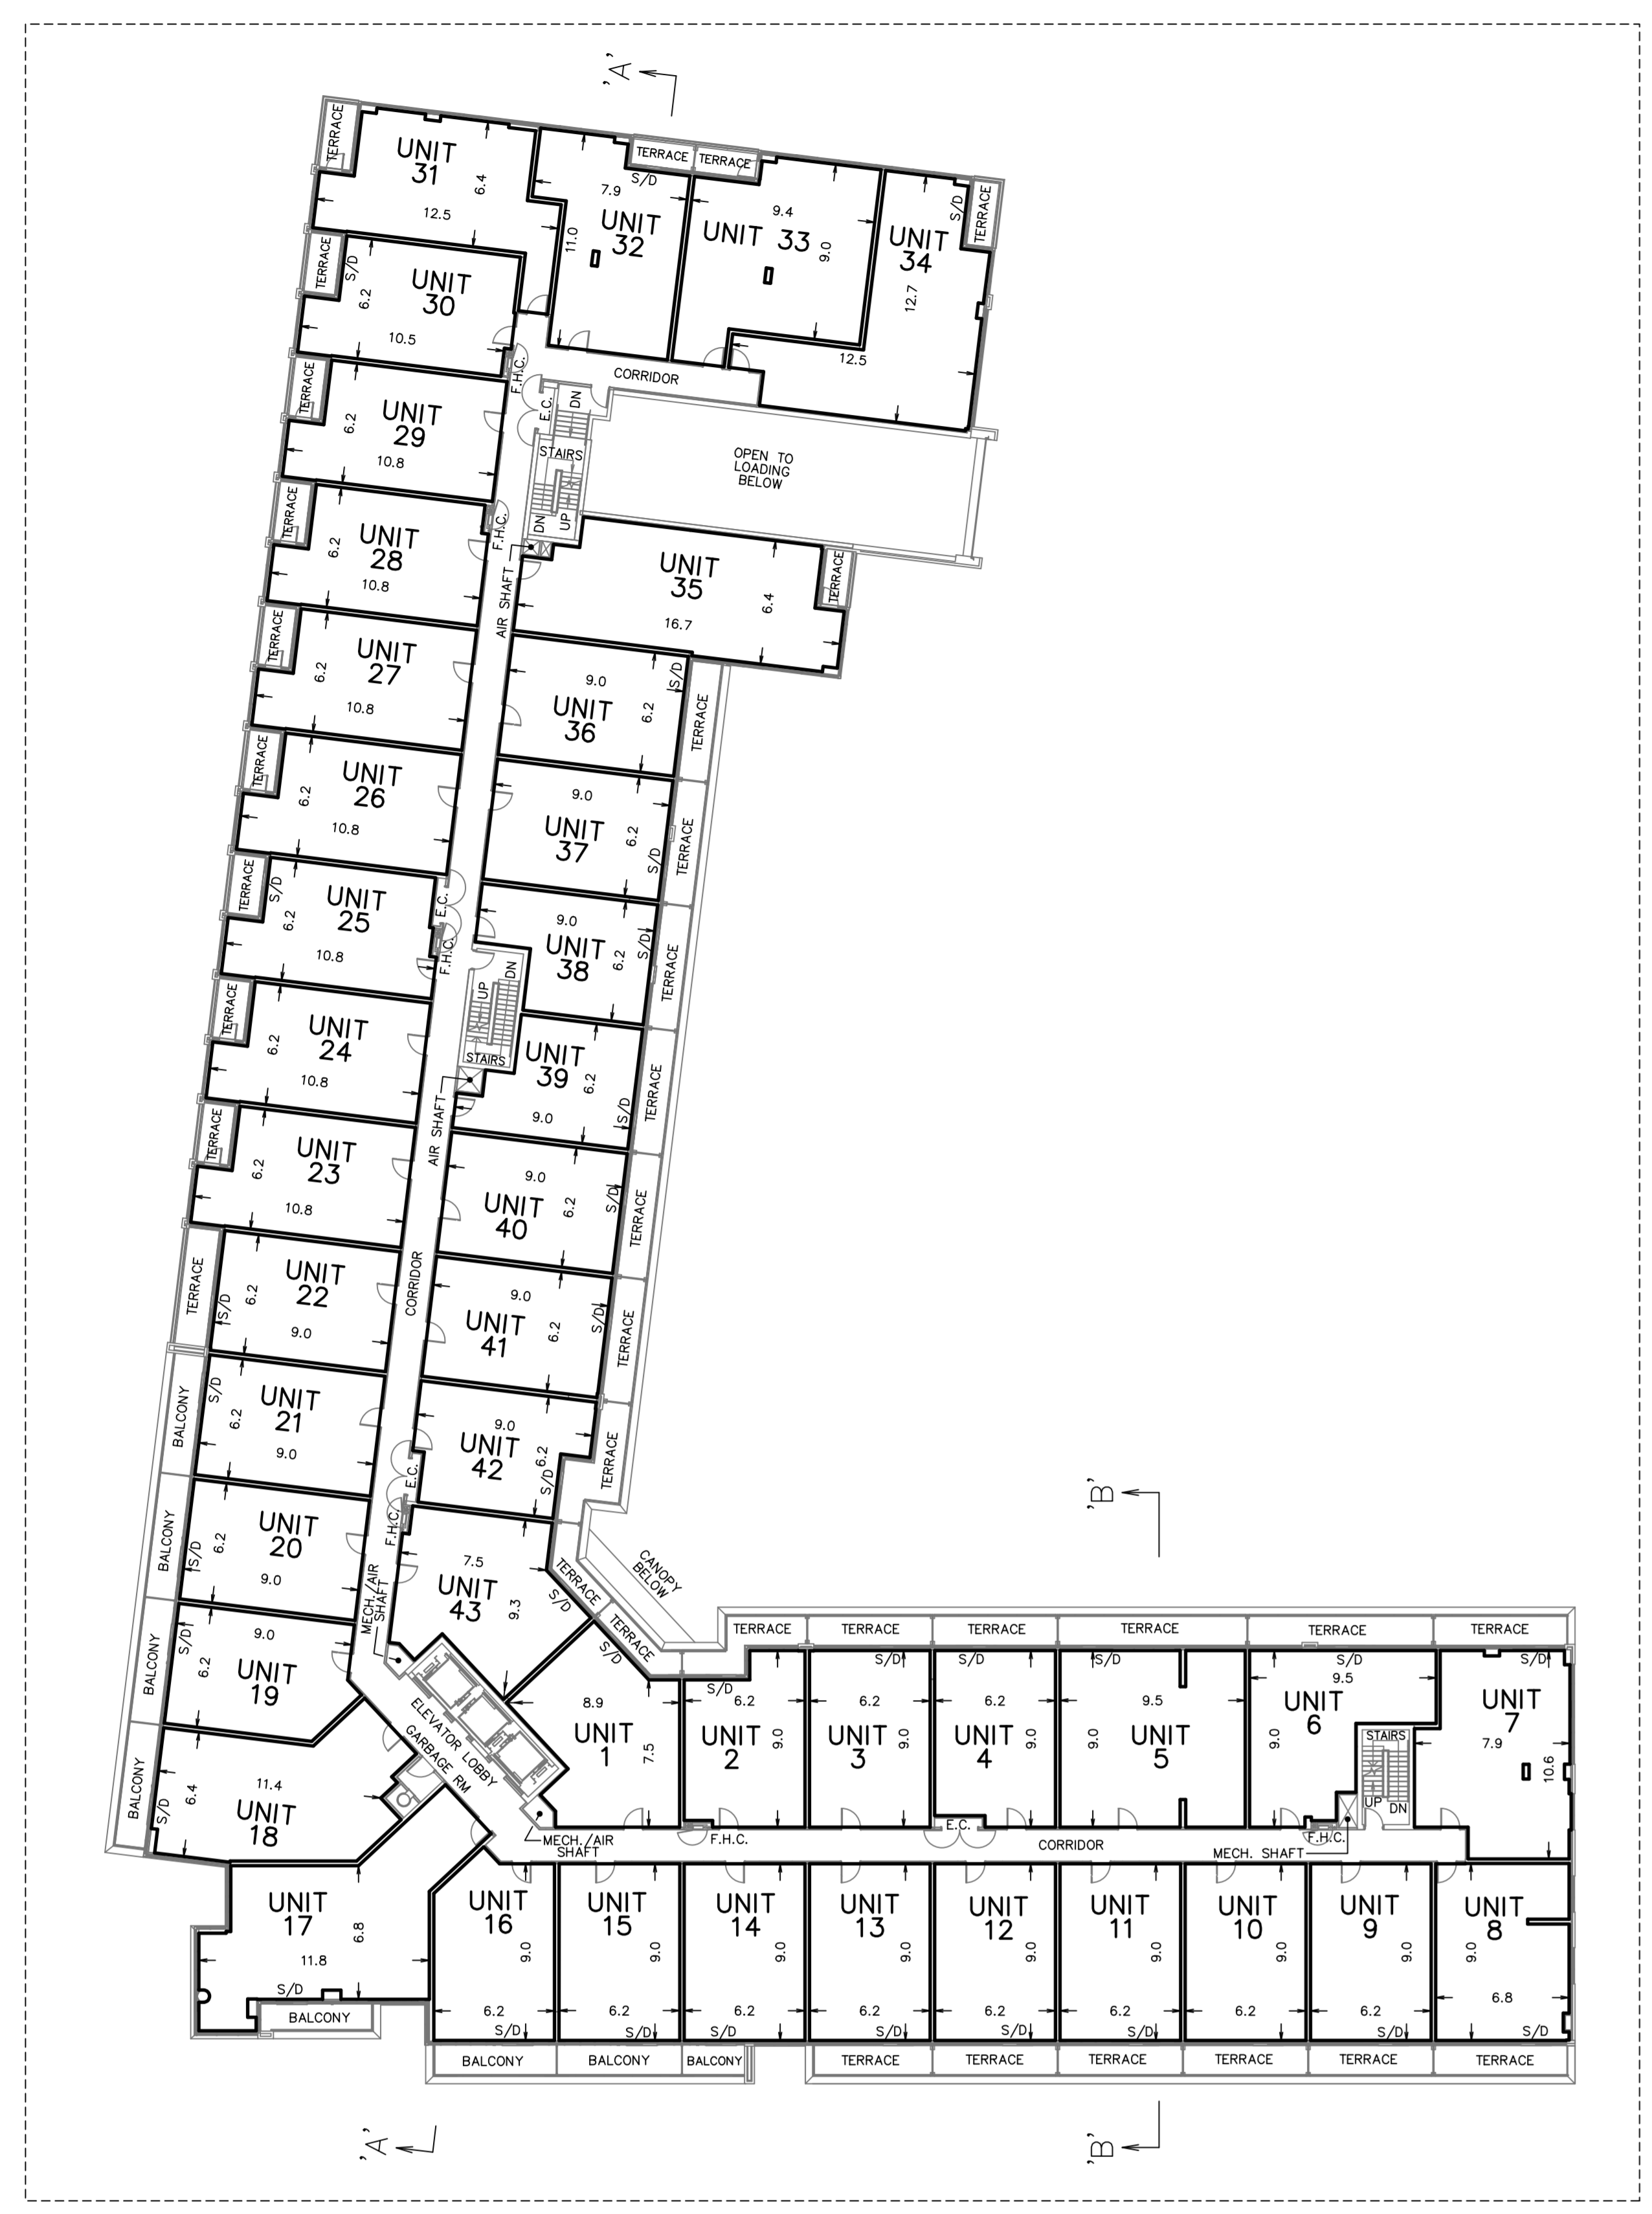 'A'
TERRACE
UNIT
31
6.4
12.5
TERRACE
TERRACE
S/D
7.9
UNIT
32
11.0
9.4
UNIT 33
9.0
S/D
TERRACE
UNIT
34
12.7
12.5
TERRACE
S/D
UNIT
30
6.2
10.5
F.H.C.
CORRIDOR
E.C.
DN
STAIRS
DN
UP
OPEN TO
LOADING
BELOW
TERRACE
UNIT
29
6.2
10.8
TERRACE
UNIT
28
6.2
10.8
F.H.C.
AIR SHAFT
UNIT
35
6.4
16.7
TERRACE
TERRACE
UNIT
27
6.2
10.8
9.0
S/D
UNIT
36
6.2
TERRACE
TERRACE
UNIT
26
6.2
10.8
9.0
UNIT
37
6.2
S/D
TERRACE
TERRACE
S/D
UNIT
25
6.2
10.8
E.C.
F.H.C.
9.0
UNIT
38
6.2
S/D
TERRACE
TERRACE
UNIT
24
6.2
10.8
UP
DN
STAIRS
AIR SHAFT
UNIT
39
6.2
9.0
S/D
TERRACE
TERRACE
UNIT
23
6.2
10.8
9.0
UNIT
40
6.2
S/D
TERRACE
TERRACE
UNIT
22
6.2
S/D
9.0
CORRIDOR
9.0
UNIT
41
6.2
S/D
TERRACE
BALCONY
S/D
UNIT
21
6.2
9.0
9.0
UNIT
42
6.2
S/D
TERRACE
E.C.
F.H.C.
BALCONY
UNIT
20
6.2
S/D
9.0
MECH./AIR
SHAFT
7.5
UNIT
43
9.3
S/D
TERRACE
TERRACE
CANOPY
BELOW
'B'
BALCONY
S/D
9.0
6.2
UNIT
19
ELEVATOR LOBBY
GARBAGE RM
BALCONY
S/D
6.4
11.4
UNIT
18
S/D
8.9
UNIT
1
7.5
MECH./AIR
SHAFT
TERRACE
TERRACE
TERRACE
TERRACE
TERRACE
TERRACE
S/D
6.2
UNIT
2
9.0
F.H.C.
S/D
6.2
UNIT
3
9.0
S/D
6.2
UNIT
4
9.0
E.C.
S/D
9.5
UNIT
5
9.0
CORRIDOR
S/D
9.5
UNIT
6
9.0
STAIRS
UP
DN
F.H.C.
MECH. SHAFT
S/D
UNIT
7
7.9
10.6
UNIT
17
6.8
11.8
S/D
BALCONY
UNIT
16
9.0
6.2
S/D
UNIT
15
9.0
6.2
S/D
UNIT
14
9.0
6.2
S/D
UNIT
13
9.0
6.2
S/D
UNIT
12
9.0
6.2
S/D
UNIT
11
9.0
6.2
S/D
UNIT
10
9.0
6.2
UNIT
9
9.0
6.2
S/D
UNIT
8
9.0
6.8
S/D
BALCONY
BALCONY
BALCONY
TERRACE
TERRACE
TERRACE
TERRACE
TERRACE
TERRACE
'A'
'B'